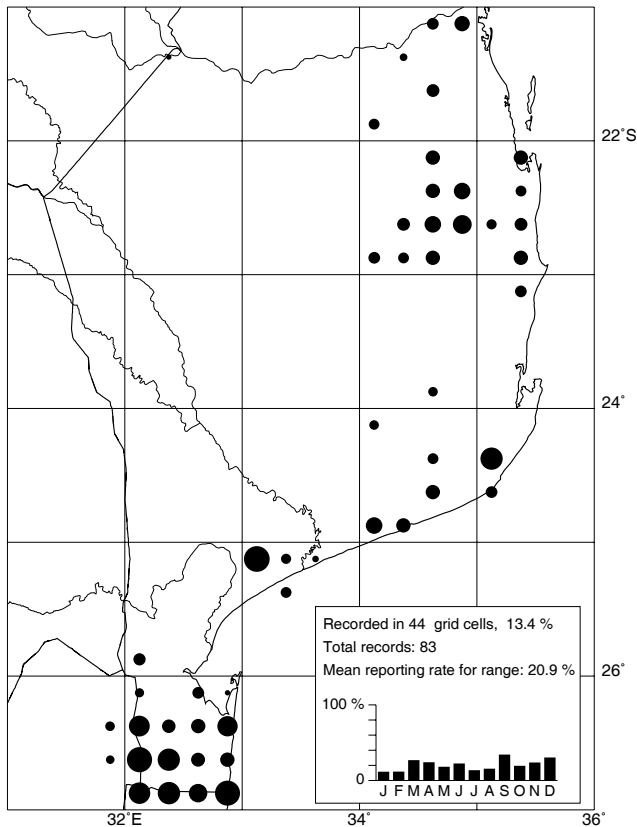 22˚S
24˚
Recorded in 44 grid cells, 13.4 %
Total records: 83
Mean reporting rate for range: 20.9 %
26˚
100 %
0
J F M A M J J A S O N D
32˚E
34˚
36˚